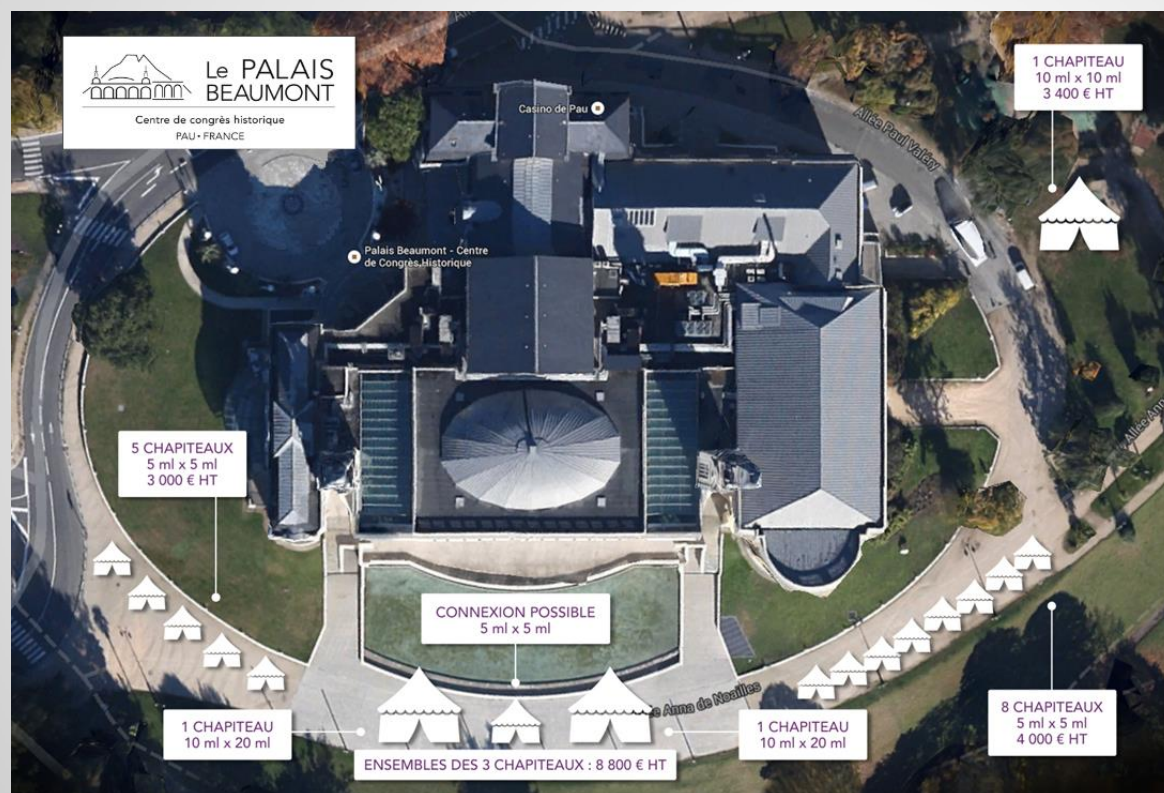 Le PALAIS
BEAUMONT
Centre de congrès historique
PAU • FRANCE
1 CHAPITEAU
10 ml x 10 ml
3 400 € HT
Casino de Pau
Allée Paul Valéry
Palais Beaumont - Centre
de Congrès Historique
5 CHAPITEAUX
5 ml x 5 ml
3 000 € HT
CONNEXION POSSIBLE
5 ml x 5 ml
1 CHAPITEAU
10 ml x 20 ml
e Anna de Noailles
1 CHAPITEAU
10 ml x 20 ml
8 CHAPITEAUX
5 ml x 5 ml
4 000 € HT
ENSEMBLES DES 3 CHAPITEAUX : 8 800 € HT